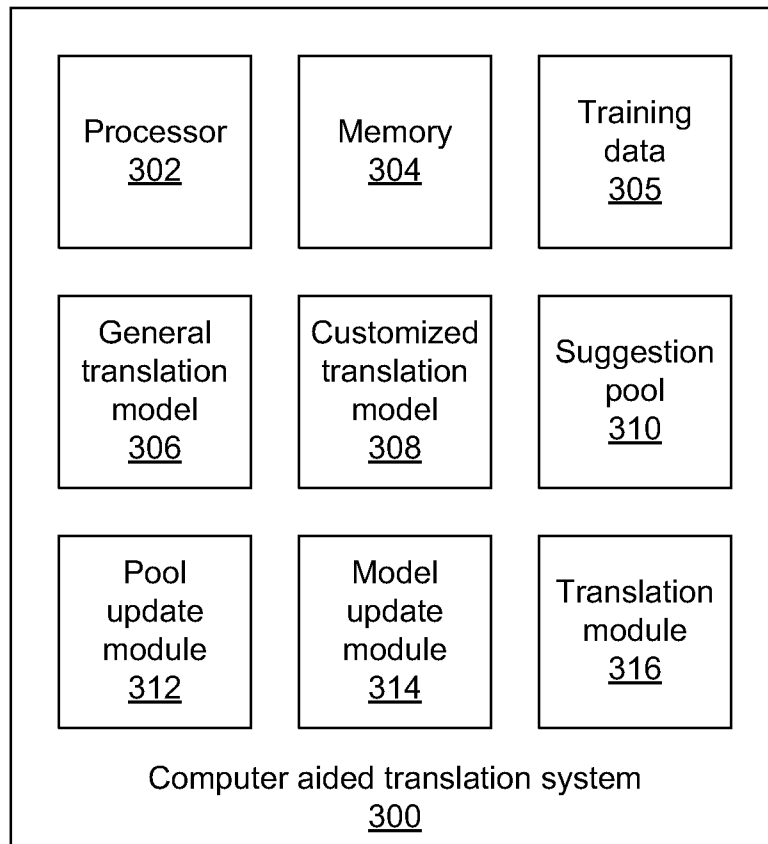 Processor
302
Memory
304
Training
data
305
General
translation
model
306
Customized
translation
model
308
Suggestion
pool
310
Pool
update
module
312
Model
update
module
314
Translation
module
316
Computer aided translation system
300